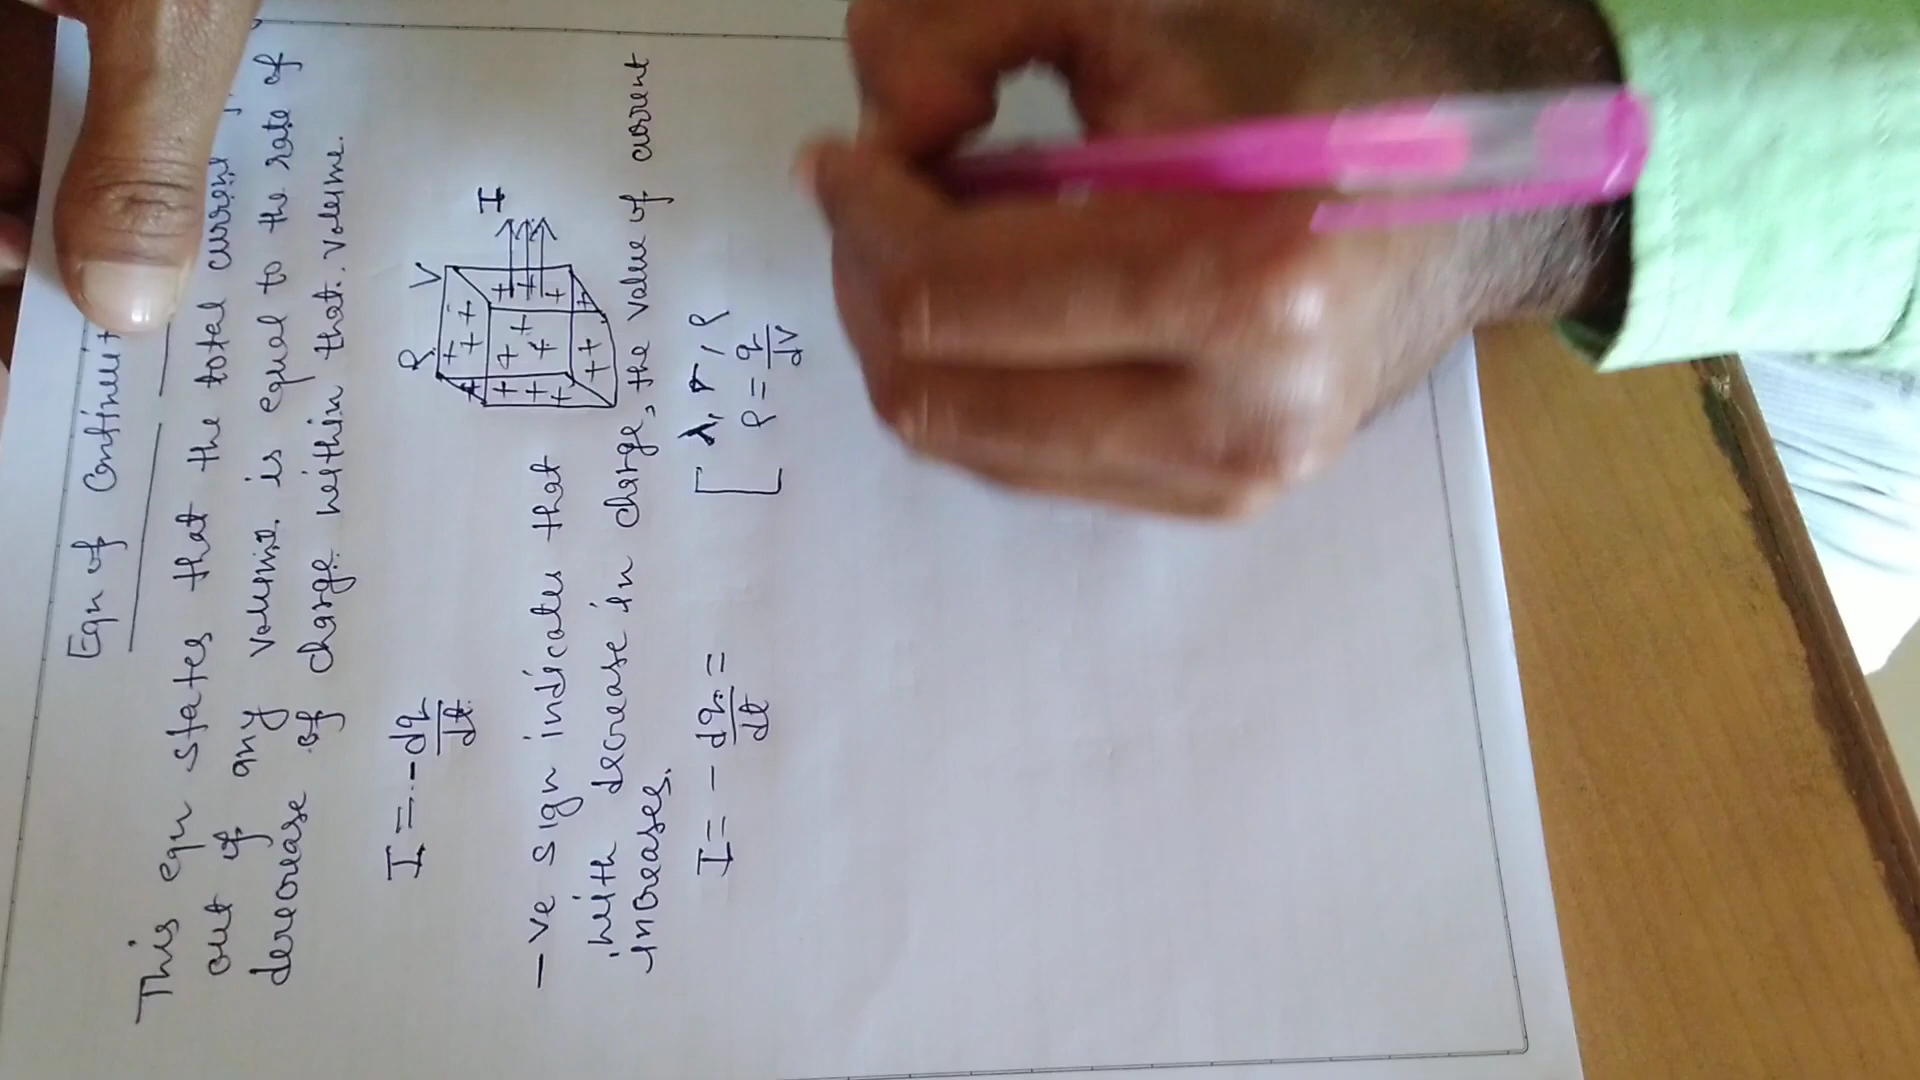 Eqn of Continuit
This eqn states that the total current
out of any volume is equal to the rate of
decrease of charge within that volume.
I = - dq/dt
R V
I
+ + + + + + + + + + + + + + + + + +
-ve sign indicates that
with decrease in charge, the value of current
increases.
I = - dq/dt = [ λ, σ, ρ
ρ = q/dV